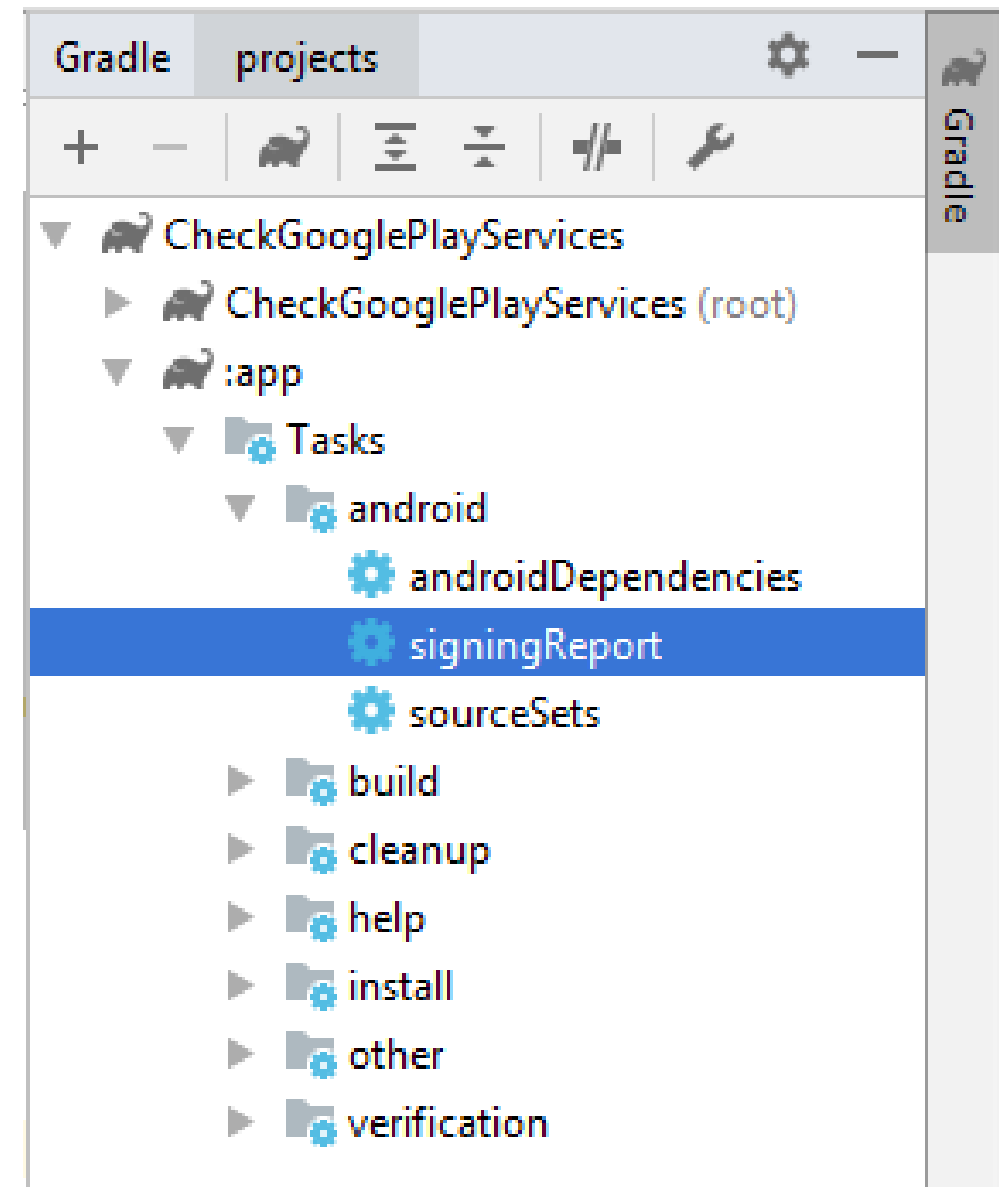 Gradle projects
Gradle
CheckGooglePlayServices
CheckGooglePlayServices (root)
:app
Tasks
android
androidDependencies
signingReport
sourceSets
build
cleanup
help
install
other
verification